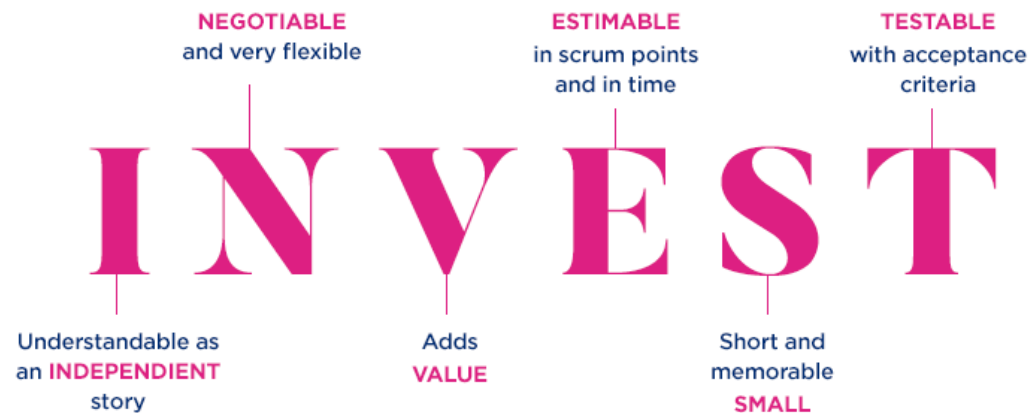 NEGOTIABLE
and very flexible
ESTIMABLE
in scrum points
and in time
TESTABLE
with acceptance
criteria
INVEST
Understandable as
an INDEPENDENT
story
Adds
VALUE
Short and
memorable
SMALL